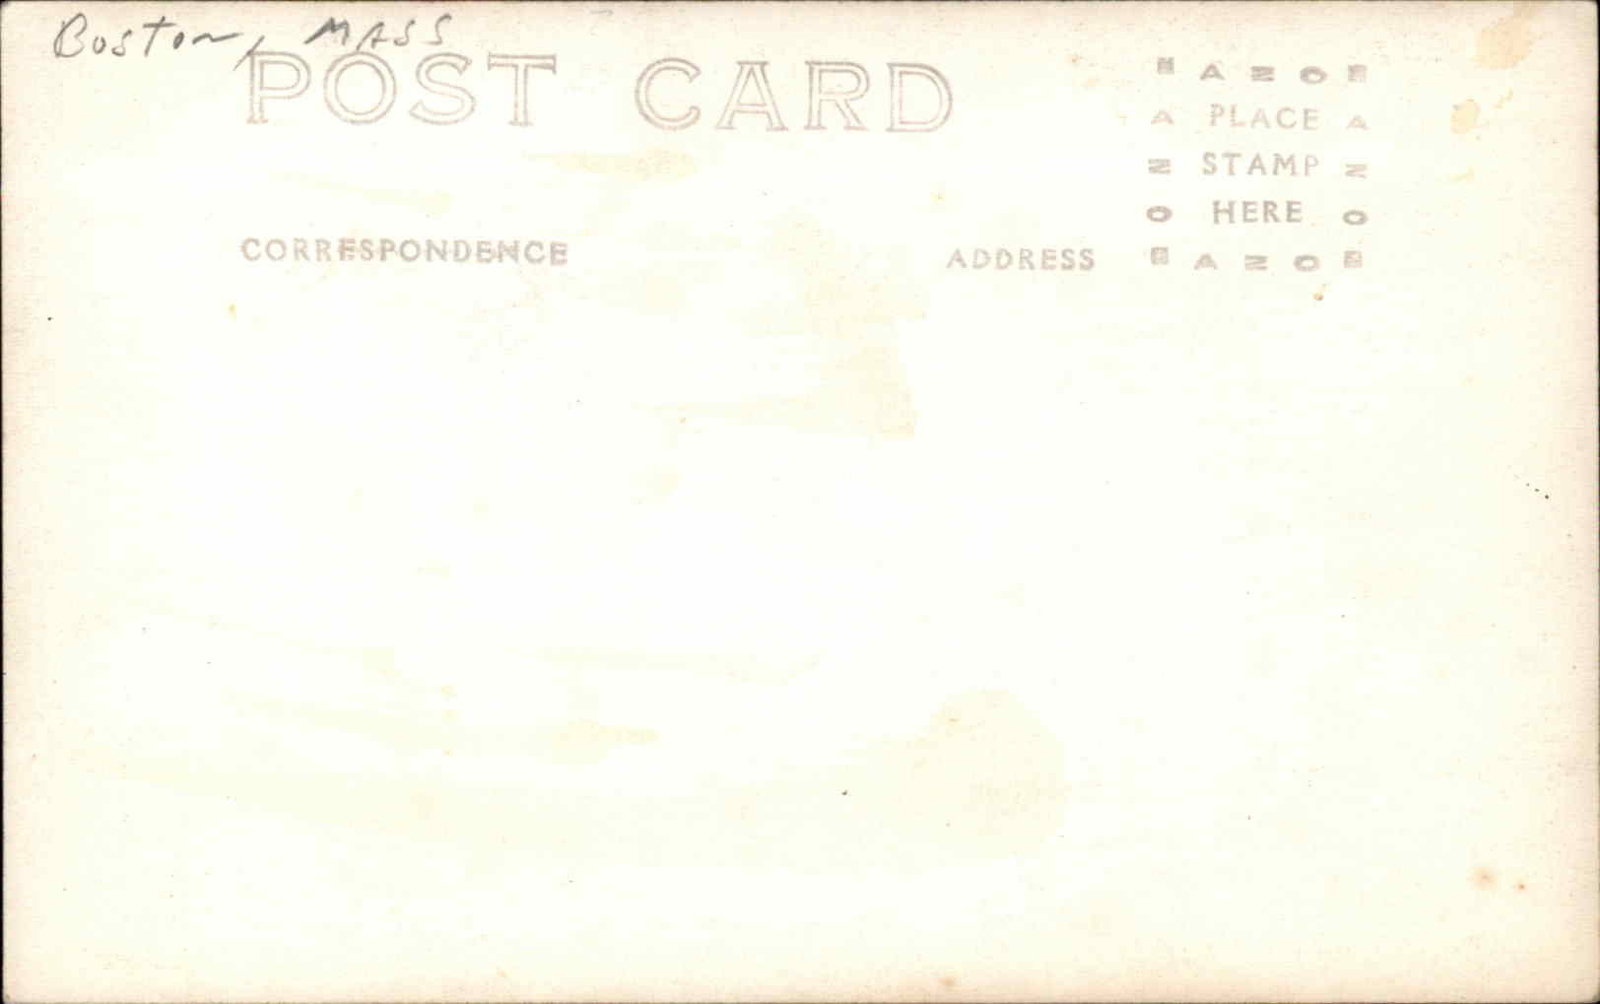 Boston, MASS
POST CARD
AZO
A PLACE A
Z STAMP Z
O HERE O
AZO
CORRESPONDENCE
ADDRESS